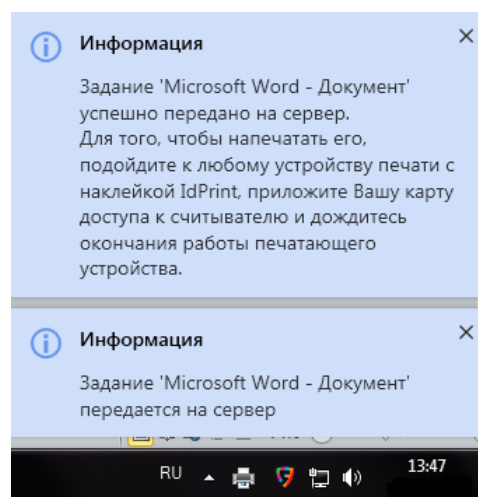 Информация
Задание 'Microsoft Word - Документ'
успешно передано на сервер.
Для того, чтобы напечатать его,
подойдите к любому устройству печати с
наклейкой IdPrint, приложите Вашу карту
доступа к считывателю и дождитесь
окончания работы печатающего
устройства.
Информация
Задание 'Microsoft Word - Документ'
передается на сервер
RU
13:47